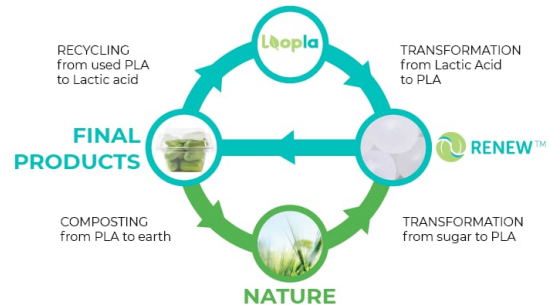 Loopla
RECYCLING
from used PLA
to Lactic acid
TRANSFORMATION
from Lactic Acid
to PLA
FINAL
PRODUCTS
RENEW™
COMPOSTING
from PLA to earth
TRANSFORMATION
from sugar to PLA
NATURE